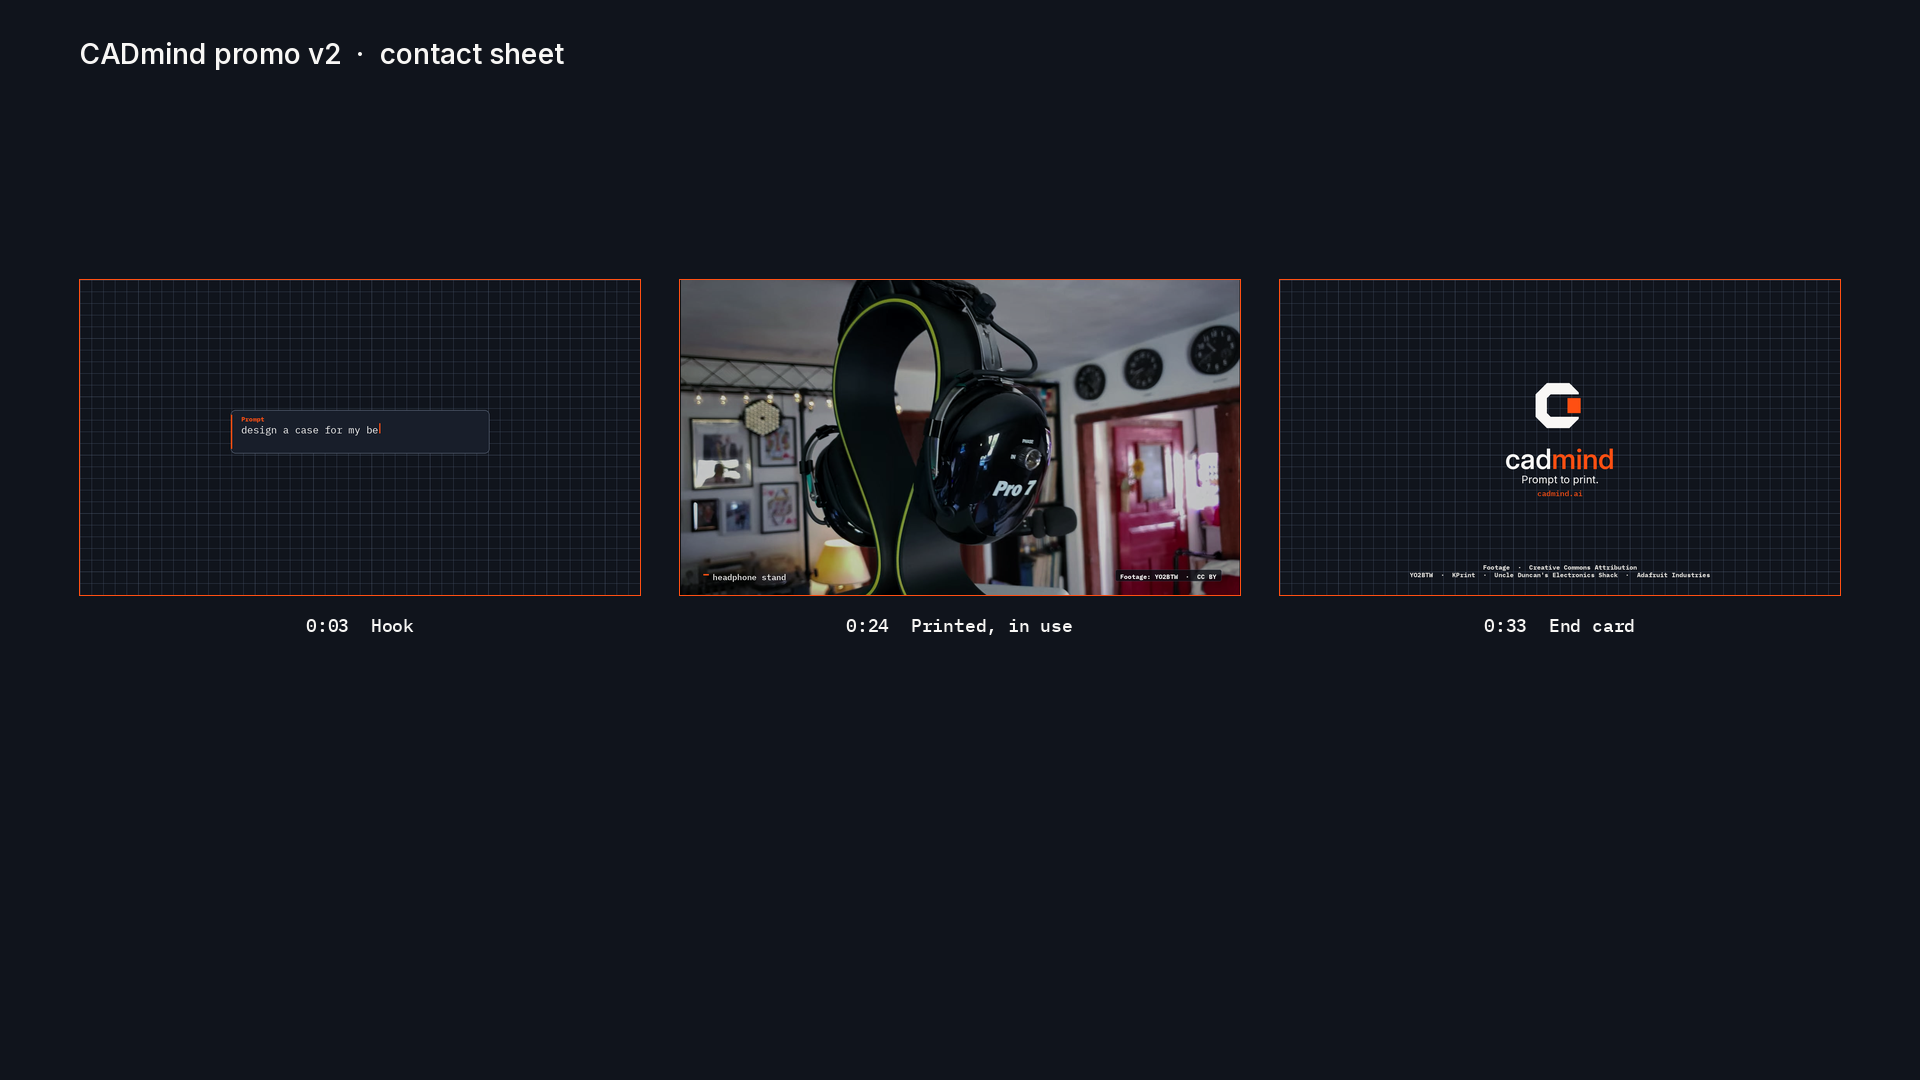 CADmind promo v2 · contact sheet
Prompt
design a case for my be
PHASE
IN
Pro 7
headphone stand
Footage: YO2BTW · CC BY
cadmind
Prompt to print.
cadmind.ai
Footage · Creative Commons Attribution
YO2BTW · KPrint · Uncle Duncan's Electronics Shack · Adafruit Industries
0:03 Hook
0:24 Printed, in use
0:33 End card